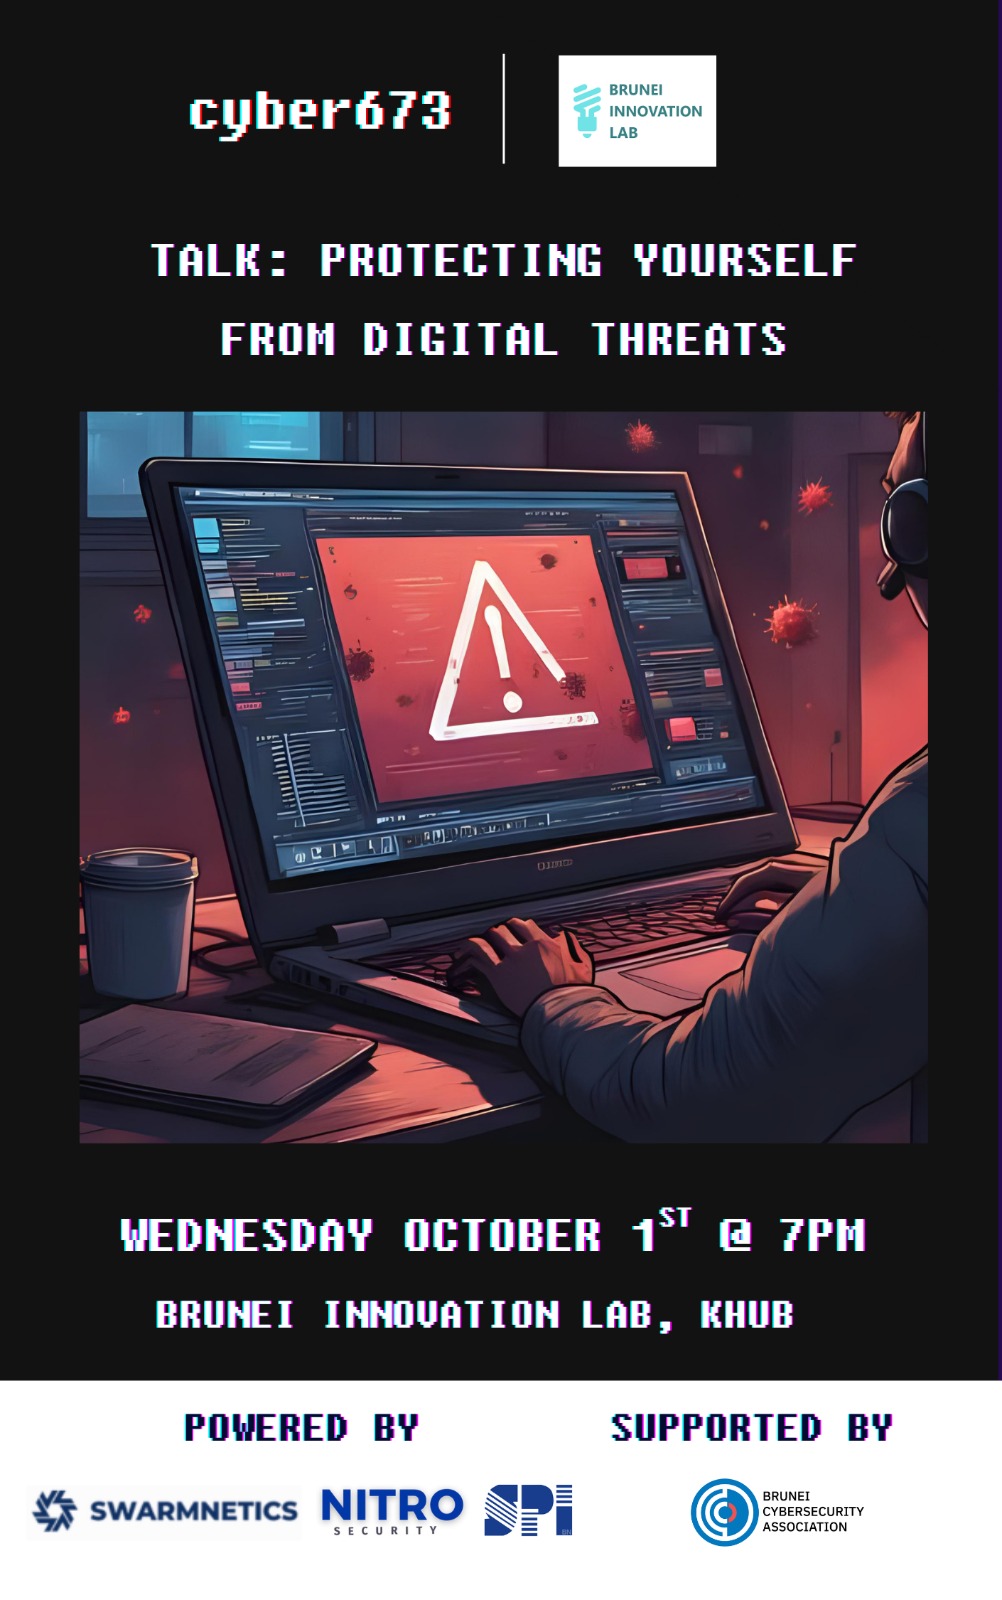 cyber673
BRUNEI
INNOVATION
LAB
TALK: PROTECTING YOURSELF
FROM DIGITAL THREATS
WEDNESDAY OCTOBER 1ST @ 7PM
BRUNEI INNOVATION LAB, KHUB
POWERED BY
SUPPORTED BY
SWARMNETICS
NITRO
SECURITY
SPI
BN
BRUNEI
CYBERSECURITY
ASSOCIATION